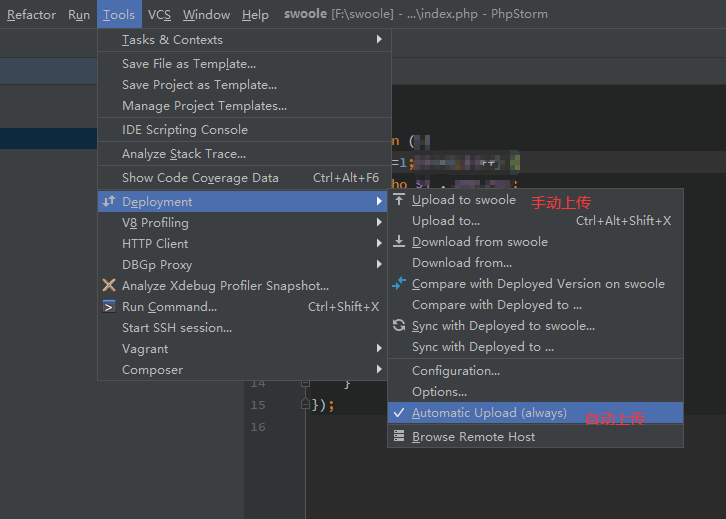 Refactor Run Tools VCS Window Help swoole [F:\swoole] - ...\index.php - PhpStorm
Tasks & Contexts
Save File as Template...
Save Project as Template...
Manage Project Templates...
IDE Scripting Console
Analyze Stack Trace...
Show Code Coverage Data Ctrl+Alt+F6
Deployment
V8 Profiling
HTTP Client
DBGp Proxy
Analyze Xdebug Profiler Snapshot...
Run Command... Ctrl+Shift+X
Start SSH session...
Vagrant
Composer
n (
=1; ++
ho
Upload to swoole 手动上传
Upload to... Ctrl+Alt+Shift+X
Download from swoole
Download from...
Compare with Deployed Version on swoole
Compare with Deployed to ...
Sync with Deployed to swoole...
Sync with Deployed to ...
Configuration...
Options...
Automatic Upload (always) 自动上传
Browse Remote Host
14 }
15 });
16